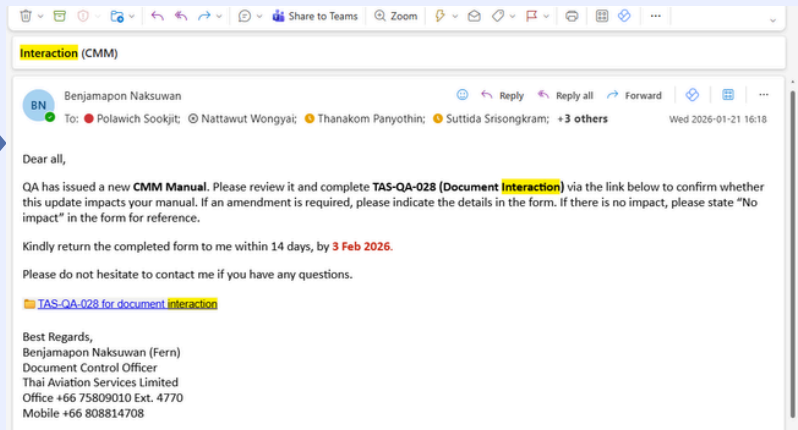 Share to Teams
Zoom
Interaction (CMM)
BN
Benjamapon Naksuwan
Reply
Reply all
Forward
To: Polawich Sookjit; Nattawut Wongyai; Thanakom Panyothin; Suttida Srisongkram; +3 others
Wed 2026-01-21 16:18
Dear all,
QA has issued a new CMM Manual. Please review it and complete TAS-QA-028 (Document Interaction) via the link below to confirm whether
this update impacts your manual. If an amendment is required, please indicate the details in the form. If there is no impact, please state “No
impact” in the form for reference.
Kindly return the completed form to me within 14 days, by 3 Feb 2026.
Please do not hesitate to contact me if you have any questions.
TAS-QA-028 for document interaction
Best Regards,
Benjamapon Naksuwan (Fern)
Document Control Officer
Thai Aviation Services Limited
Office +66 75809010 Ext. 4770
Mobile +66 808814708